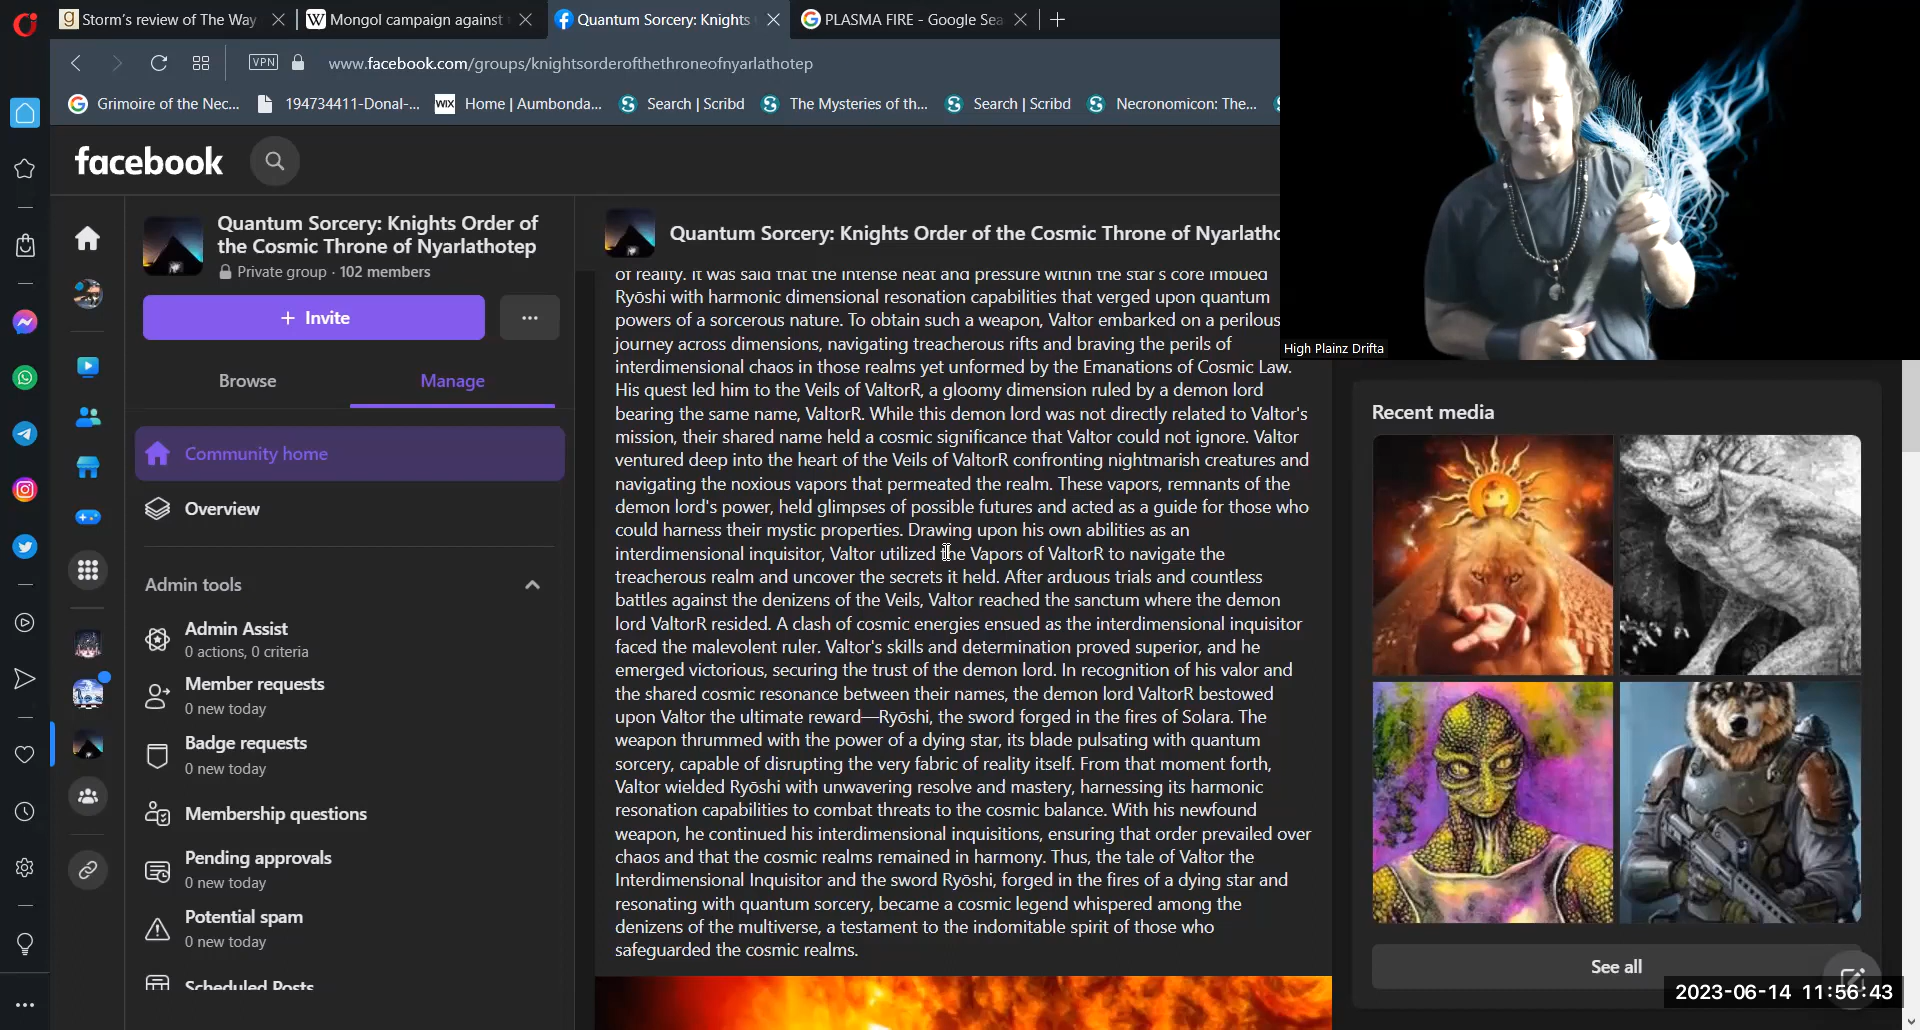 Storm's review of The Way
Mongol campaign against
Quantum Sorcery: Knights
PLASMA FIRE - Google Sea
VPN
www.facebook.com/groups/knightsorderofthethroneofnyarlathotep
Grimoire of the Nec...
194734411-Donal-...
WIX
Home | Aumbonda...
Search | Scribd
The Mysteries of th...
Search | Scribd
Necronomicon: The...
facebook
Quantum Sorcery: Knights Order of
the Cosmic Throne of Nyarlathotep
Private group · 102 members
+ Invite
...
Browse
Manage
Community home
Overview
Admin tools
Admin Assist
0 actions, 0 criteria
Member requests
0 new today
Badge requests
0 new today
Membership questions
Pending approvals
0 new today
Potential spam
0 new today
Scheduled Posts
Quantum Sorcery: Knights Order of the Cosmic Throne of Nyarlatho
of reality. It was said that the intense heat and pressure within the star's core imbued
Ryōshi with harmonic dimensional resonation capabilities that verged upon quantum
powers of a sorcerous nature. To obtain such a weapon, Valtor embarked on a perilous
journey across dimensions, navigating treacherous rifts and braving the perils of
interdimensional chaos in those realms yet unformed by the Emanations of Cosmic Law.
His quest led him to the Veils of ValtorR, a gloomy dimension ruled by a demon lord
bearing the same name, ValtorR. While this demon lord was not directly related to Valtor's
mission, their shared name held a cosmic significance that Valtor could not ignore. Valtor
ventured deep into the heart of the Veils of ValtorR confronting nightmarish creatures and
navigating the noxious vapors that permeated the realm. These vapors, remnants of the
demon lord's power, held glimpses of possible futures and acted as a guide for those who
could harness their mystic properties. Drawing upon his own abilities as an
interdimensional inquisitor, Valtor utilized the Vapors of ValtorR to navigate the
treacherous realm and uncover the secrets it held. After arduous trials and countless
battles against the denizens of the Veils, Valtor reached the sanctum where the demon
lord ValtorR resided. A clash of cosmic energies ensued as the interdimensional inquisitor
faced the malevolent ruler. Valtor's skills and determination proved superior, and he
emerged victorious, securing the trust of the demon lord. In recognition of his valor and
the shared cosmic resonance between their names, the demon lord ValtorR bestowed
upon Valtor the ultimate reward—Ryōshi, the sword forged in the fires of Solara. The
weapon thrummed with the power of a dying star, its blade pulsating with quantum
sorcery, capable of disrupting the very fabric of reality itself. From that moment forth,
Valtor wielded Ryōshi with unwavering resolve and mastery, harnessing its harmonic
resonation capabilities to combat threats to the cosmic balance. With his newfound
weapon, he continued his interdimensional inquisitions, ensuring that order prevailed over
chaos and that the cosmic realms remained in harmony. Thus, the tale of Valtor the
Interdimensional Inquisitor and the sword Ryōshi, forged in the fires of a dying star and
resonating with quantum sorcery, became a cosmic legend whispered among the
denizens of the multiverse, a testament to the indomitable spirit of those who
safeguarded the cosmic realms.
High Plainz Drifta
Recent media
See all
2023-06-14 11:56:43